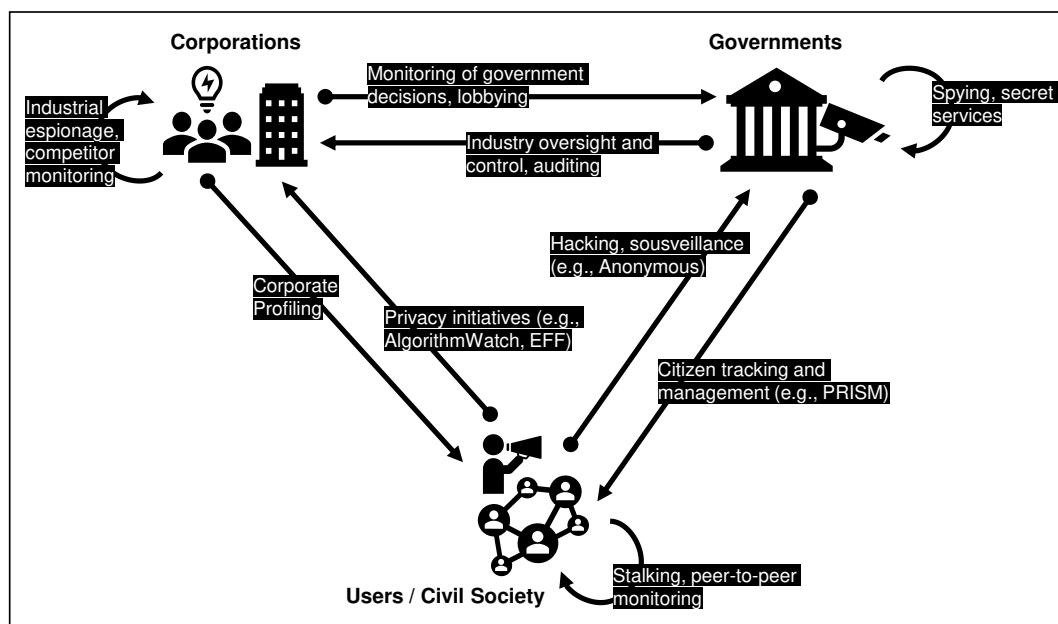 Corporations
Governments
Monitoring of government
decisions, lobbying
Industrial
espionage,
competitor
monitoring
Spying, secret
services
Industry oversight and
control, auditing
Hacking, sousveillance
(e.g., Anonymous)
Corporate
Profiling
Privacy initiatives (e.g.,
AlgorithmWatch, EFF)
Citizen tracking and
management (e.g., PRISM)
Stalking, peer-to-peer
monitoring
Users / Civil Society